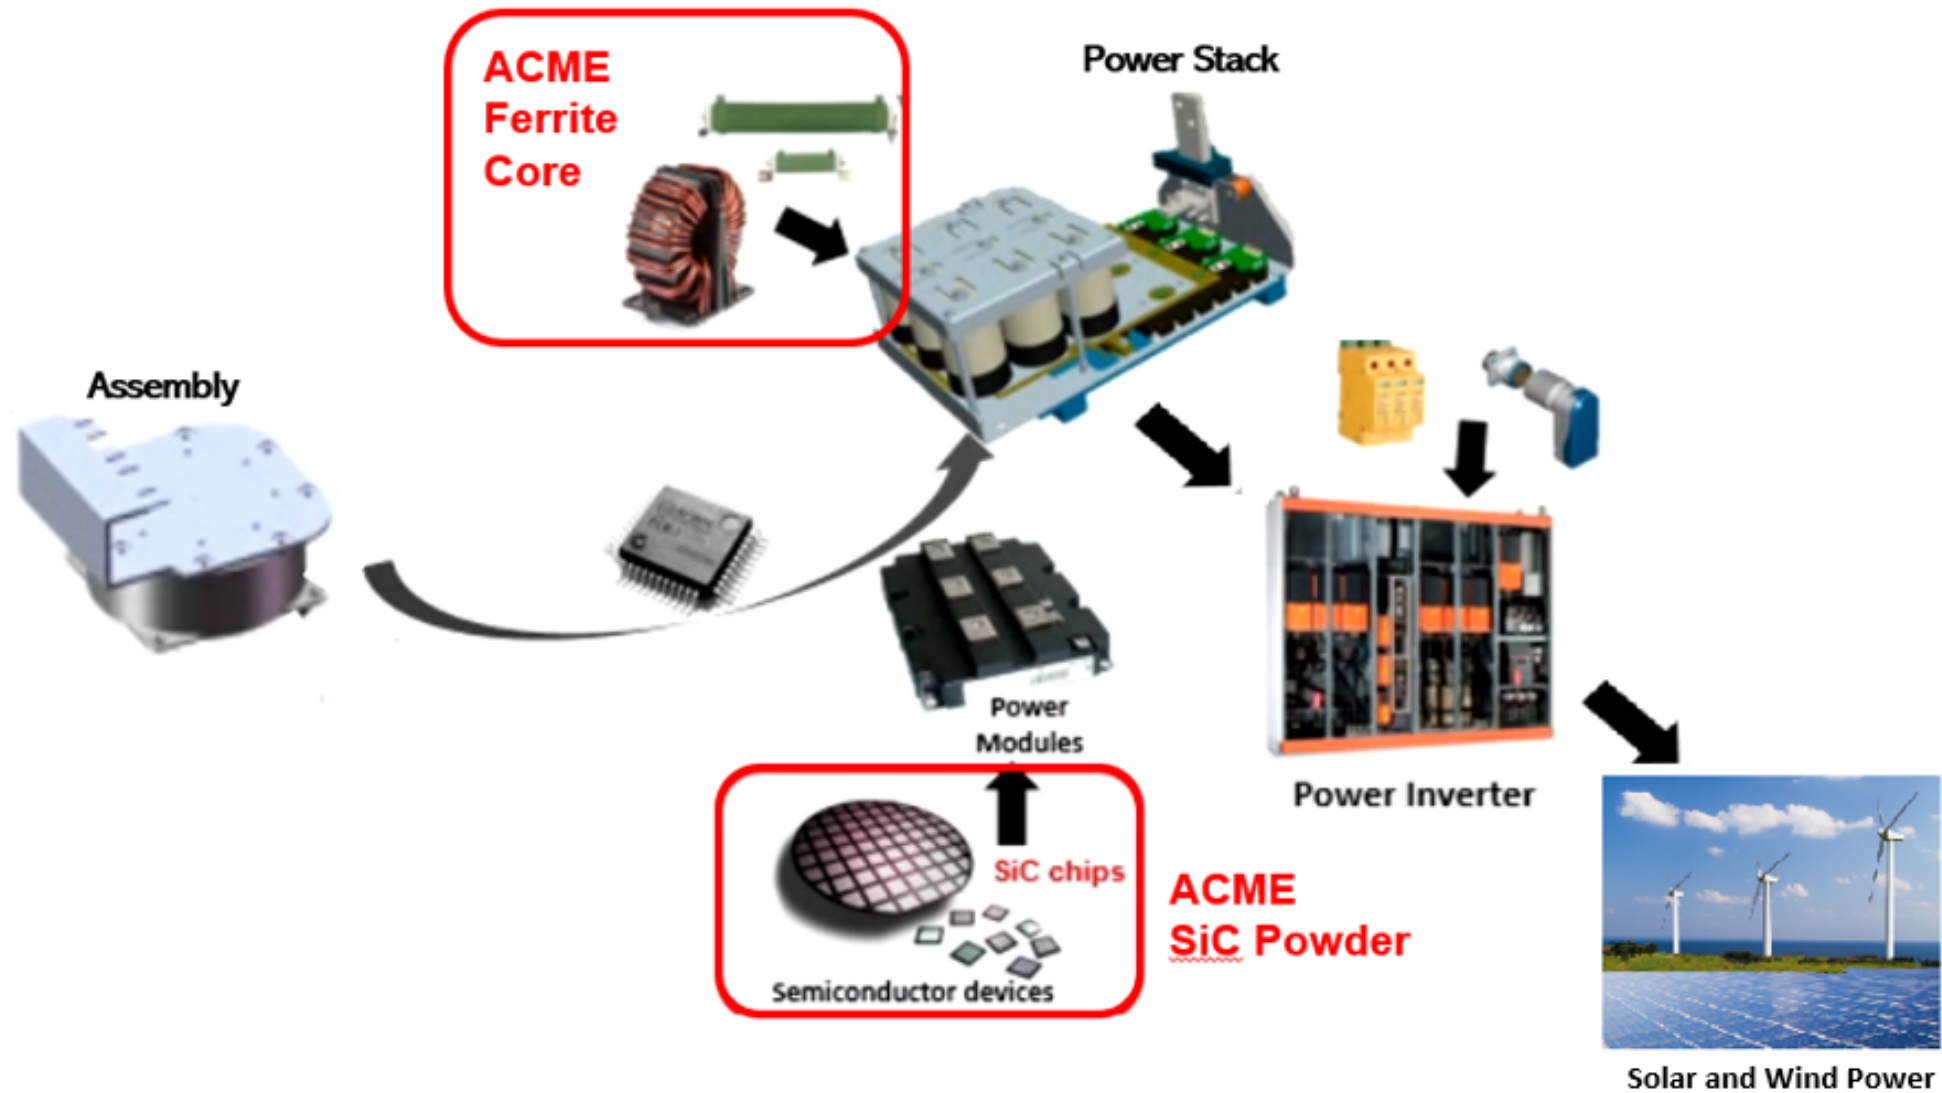 ACME
Ferrite
Core
Power Stack
Assembly
Power
Modules
SiC chips
Semiconductor devices
ACME
SiC Powder
Power Inverter
Solar and Wind Power